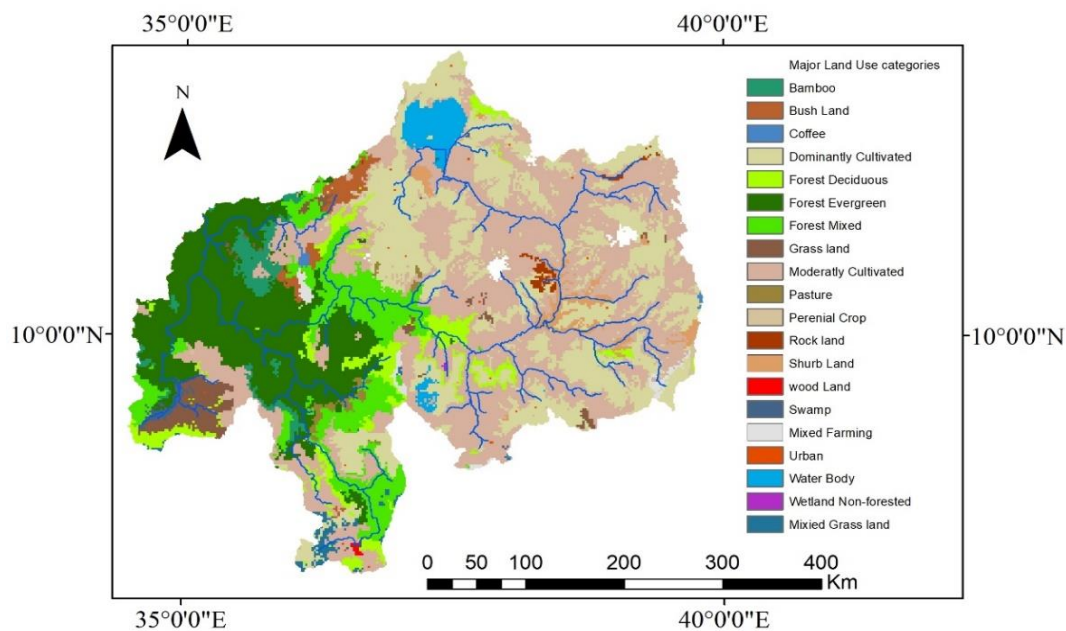 35°0'0"E 40°0'0"E
N
Major Land Use categories
Bamboo
Bush Land
Coffee
Dominantly Cultivated
Forest Deciduous
Forest Evergreen
Forest Mixed
Grass land
Moderatly Cultivated
Pasture
Perenial Crop
Rock land
Shurb Land
wood Land
Swamp
Mixed Farming
Urban
Water Body
Wetland Non-forested
Mixied Grass land
10°0'0"N 10°0'0"N
0 50 100 200 300 400
Km
35°0'0"E 40°0'0"E